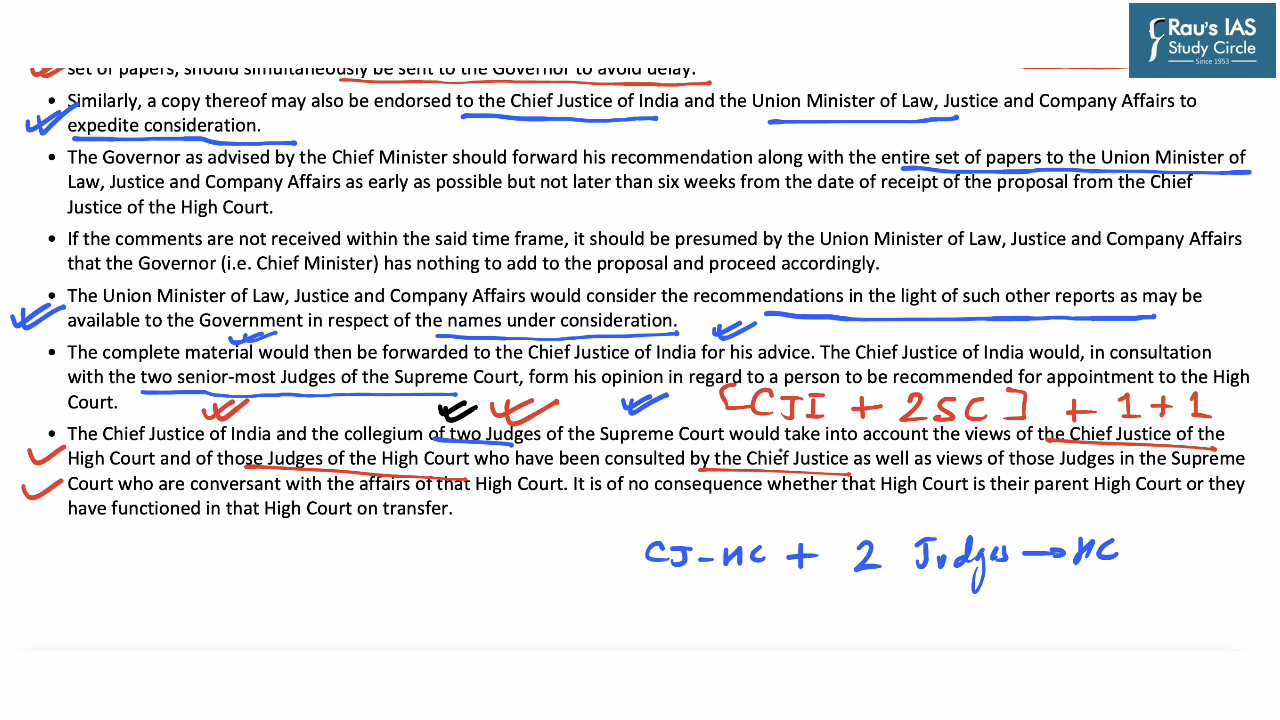 Rau's IAS
Study Circle
Since 1953
set of papers, should simultaneously be sent to the Governor to avoid delay.
• Similarly, a copy thereof may also be endorsed to the Chief Justice of India and the Union Minister of Law, Justice and Company Affairs to
expedite consideration.
• The Governor as advised by the Chief Minister should forward his recommendation along with the entire set of papers to the Union Minister of
Law, Justice and Company Affairs as early as possible but not later than six weeks from the date of receipt of the proposal from the Chief
Justice of the High Court.
• If the comments are not received within the said time frame, it should be presumed by the Union Minister of Law, Justice and Company Affairs
that the Governor (i.e. Chief Minister) has nothing to add to the proposal and proceed accordingly.
• The Union Minister of Law, Justice and Company Affairs would consider the recommendations in the light of such other reports as may be
available to the Government in respect of the names under consideration.
• The complete material would then be forwarded to the Chief Justice of India for his advice. The Chief Justice of India would, in consultation
with the two senior-most Judges of the Supreme Court, form his opinion in regard to a person to be recommended for appointment to the High
Court.
[CJI + 2SC] + 1+1
• The Chief Justice of India and the collegium of two Judges of the Supreme Court would take into account the views of the Chief Justice of the
High Court and of those Judges of the High Court who have been consulted by the Chief Justice as well as views of those Judges in the Supreme
Court who are conversant with the affairs of that High Court. It is of no consequence whether that High Court is their parent High Court or they
have functioned in that High Court on transfer.
CJ-HC + 2 Judges → HC